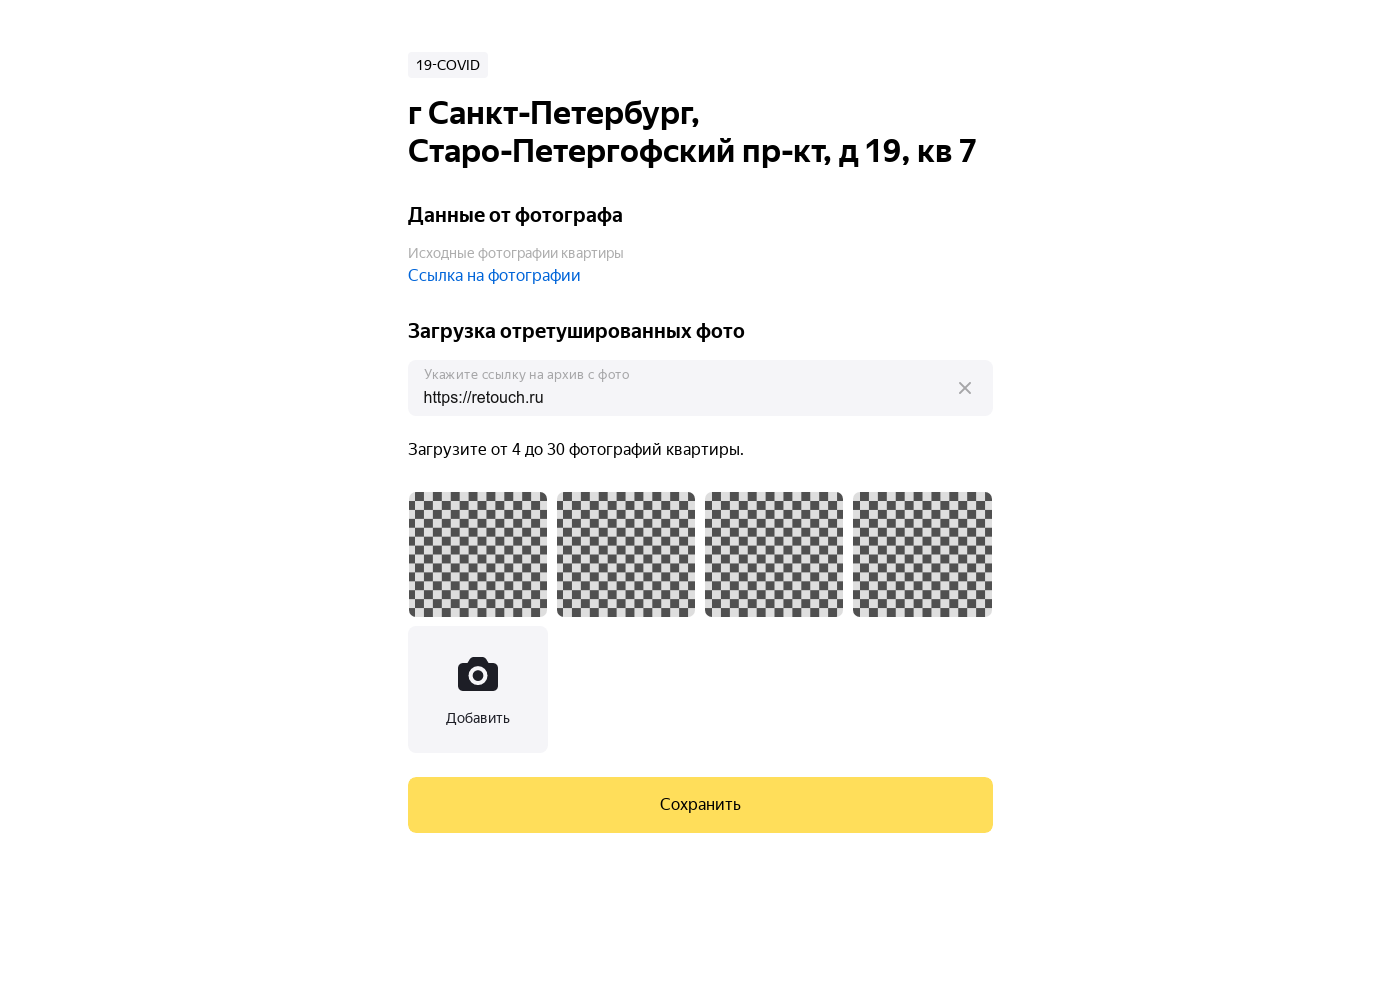 19-COVID
г Санкт-Петербург,
Старо-Петергофский пр-кт, д 19, кв 7
Данные от фотографа
Исходные фотографии квартиры
Ссылка на фотографии
Загрузка отретушированных фото
Укажите ссылку на архив с фото
https://retouch.ru
Загрузите от 4 до 30 фотографий квартиры.
Добавить
Сохранить